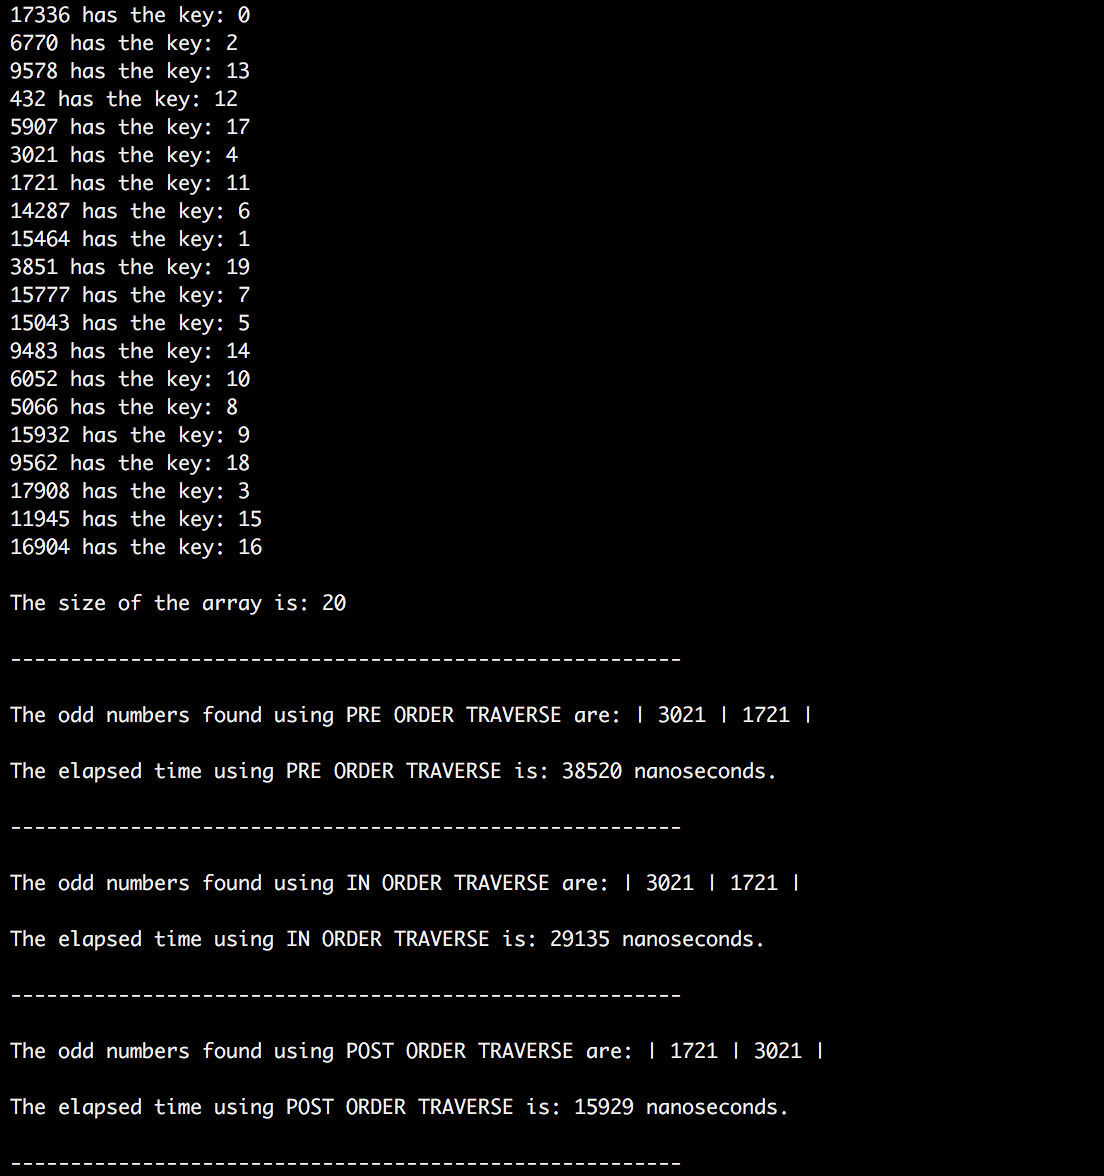 17336 has the key: 0
6770 has the key: 2
9578 has the key: 13
432 has the key: 12
5907 has the key: 17
3021 has the key: 4
1721 has the key: 11
14287 has the key: 6
15464 has the key: 1
3851 has the key: 19
15777 has the key: 7
15043 has the key: 5
9483 has the key: 14
6052 has the key: 10
5066 has the key: 8
15932 has the key: 9
9562 has the key: 18
17908 has the key: 3
11945 has the key: 15
16904 has the key: 16
The size of the array is: 20
--------------------------------------------------------
The odd numbers found using PRE ORDER TRAVERSE are: | 3021 | 1721 |
The elapsed time using PRE ORDER TRAVERSE is: 38520 nanoseconds.
--------------------------------------------------------
The odd numbers found using IN ORDER TRAVERSE are: | 3021 | 1721 |
The elapsed time using IN ORDER TRAVERSE is: 29135 nanoseconds.
--------------------------------------------------------
The odd numbers found using POST ORDER TRAVERSE are: | 1721 | 3021 |
The elapsed time using POST ORDER TRAVERSE is: 15929 nanoseconds.
--------------------------------------------------------